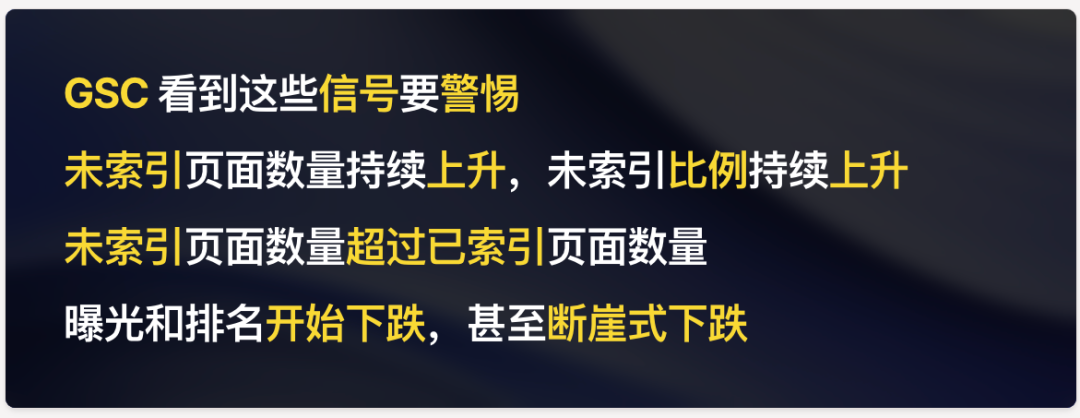 GSC 看到这些信号要警惕
未索引页面数量持续上升，未索引比例持续上升
未索引页面数量超过已索引页面数量
曝光和排名开始下跌，甚至断崖式下跌